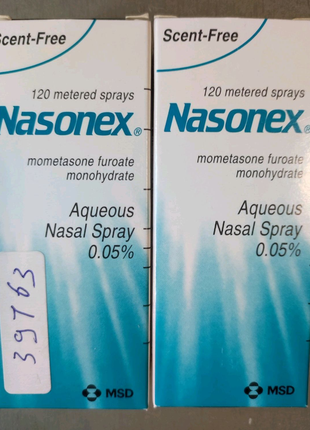 Scent-Free
120 metered sprays
Nasonex®
mometasone furoate
monohydrate
Aqueous
Nasal Spray
0.05%
39763
MSD
Scent-Free
120 metered sprays
Nasonex®
mometasone furoate
monohydrate
Aqueous
Nasal Spray
0.05%
MSD